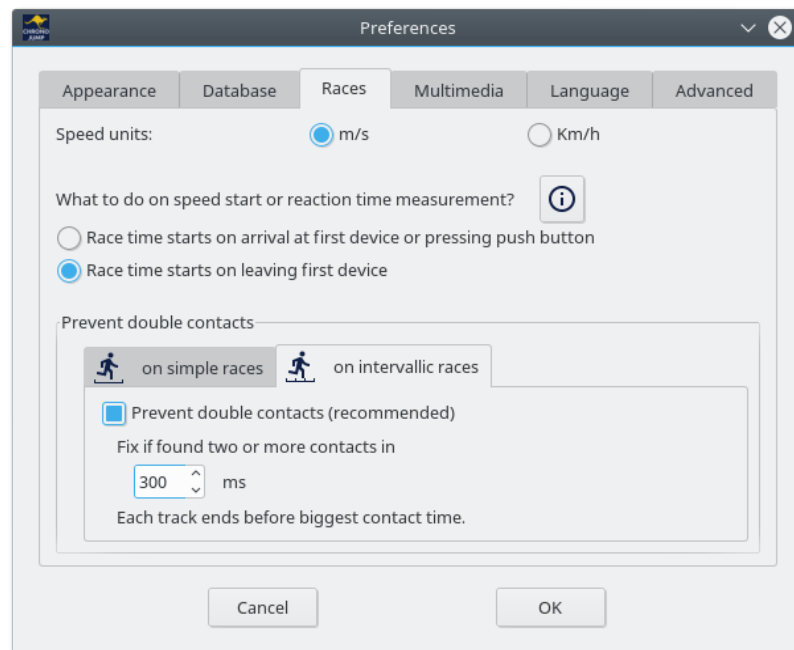 CHRONO
JUMP
Preferences
Appearance
Database
Races
Multimedia
Language
Advanced
Speed units:
m/s
Km/h
What to do on speed start or reaction time measurement?
Race time starts on arrival at first device or pressing push button
Race time starts on leaving first device
Prevent double contacts
on simple races
on intervallic races
Prevent double contacts (recommended)
Fix if found two or more contacts in
300 ms
Each track ends before biggest contact time.
Cancel
OK